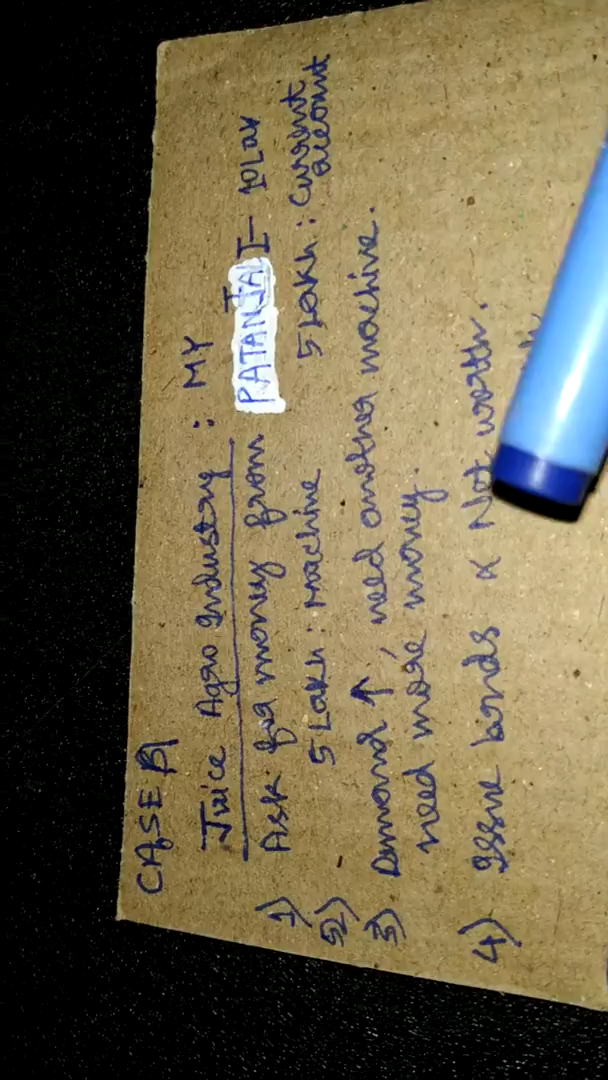 CASE B
Juice Agro Industry : MY
1) Ask for money from PATANJALI - 10 Lakh
2) 5 Lakh : Machine 5 Lakh : Current account
3) Demand ↑, need another machine.
need more money.
4) Issue bonds x Not worth.